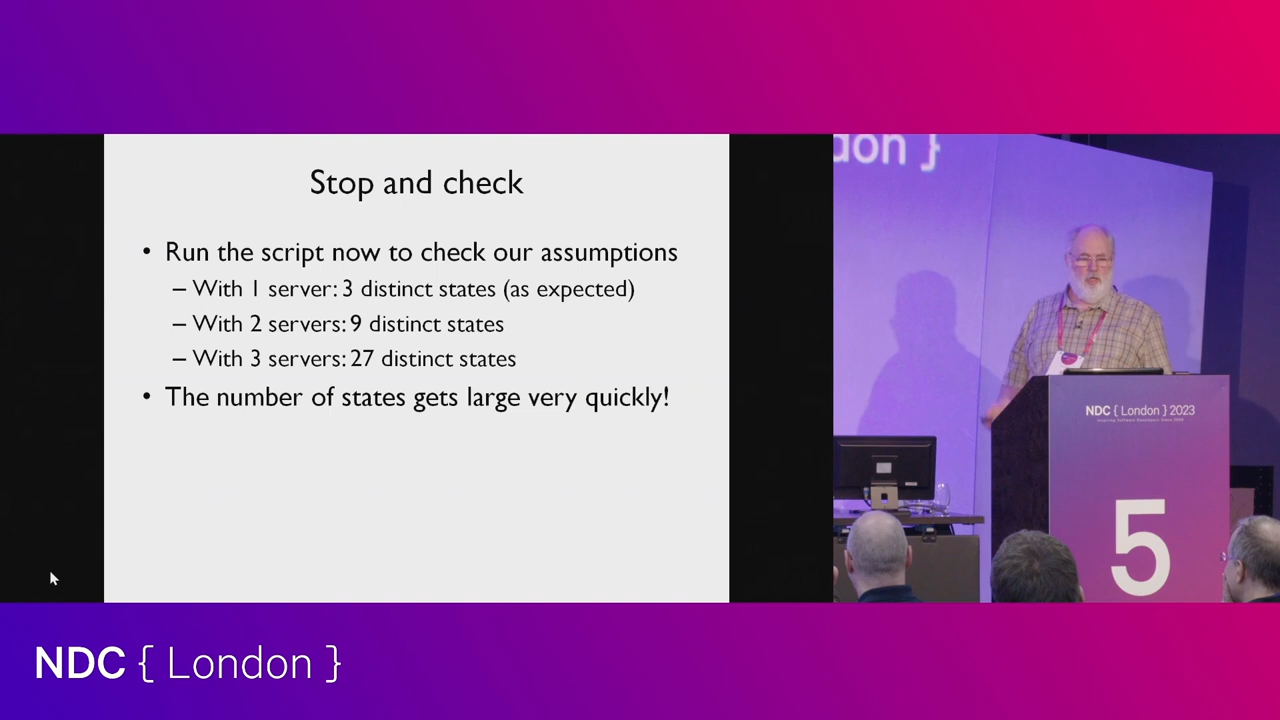 Stop and check
• Run the script now to check our assumptions
– With 1 server: 3 distinct states (as expected)
– With 2 servers: 9 distinct states
– With 3 servers: 27 distinct states
• The number of states gets large very quickly!
don }
NDC { London } 2023
5
NDC { London }